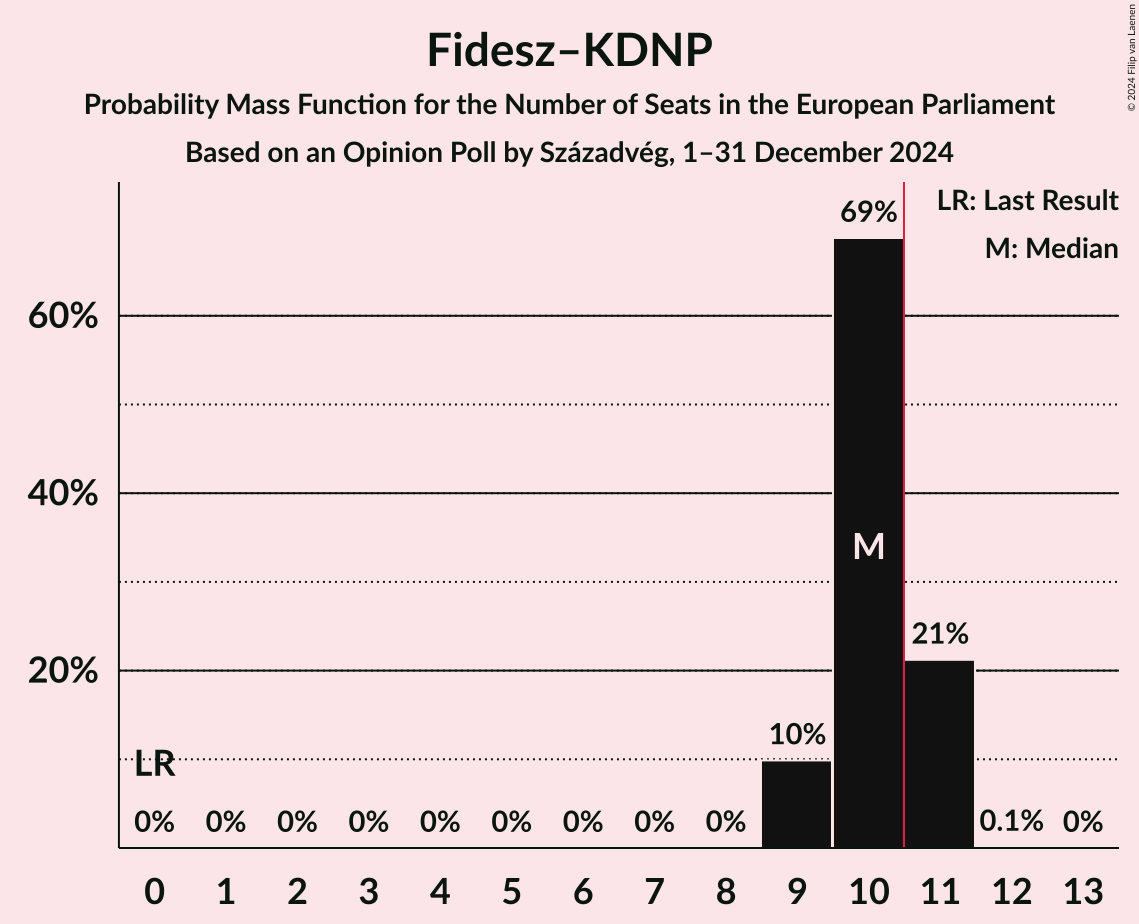 Fidesz–KDNP
Probability Mass Function for the Number of Seats in the European Parliament
Based on an Opinion Poll by Századvég, 1–31 December 2024
© 2024 Filip van Laenen
LR: Last Result
M: Median
69%
60%
40%
M
21%
20%
10%
LR
0% 0% 0% 0% 0% 0% 0% 0% 0% 0.1% 0%
0 1 2 3 4 5 6 7 8 9 10 11 12 13